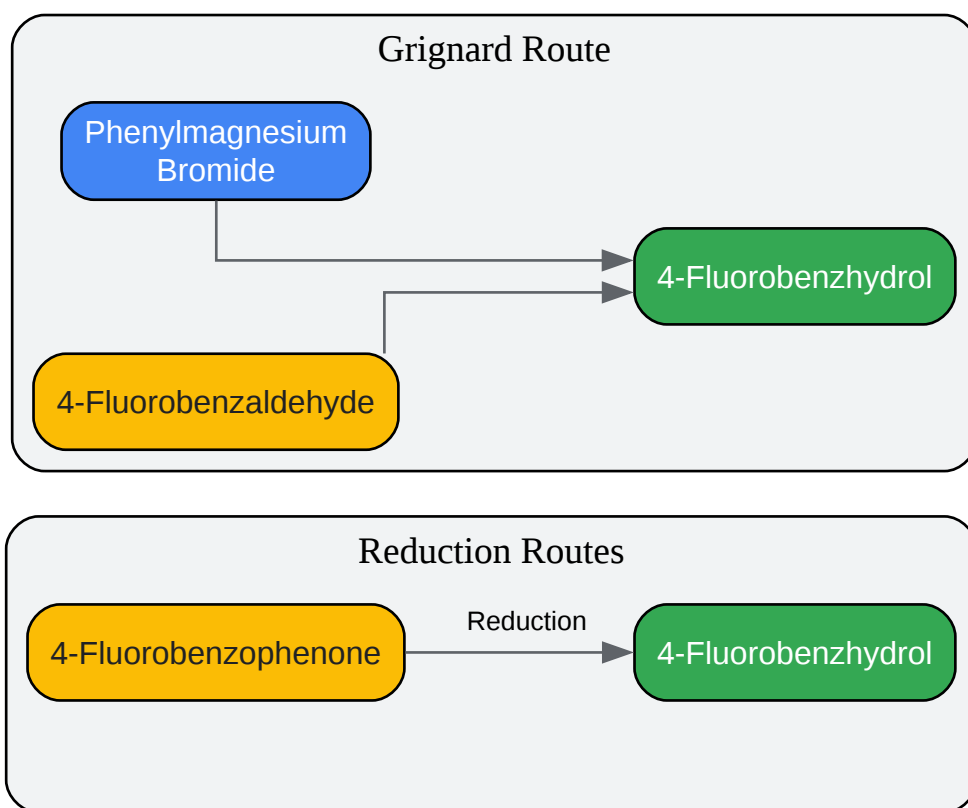 Grignard Route
Phenylmagnesium
Bromide
4-Fluorobenzhydrol
4-Fluorobenzaldehyde
Reduction Routes
4-Fluorobenzophenone
Reduction
4-Fluorobenzhydrol